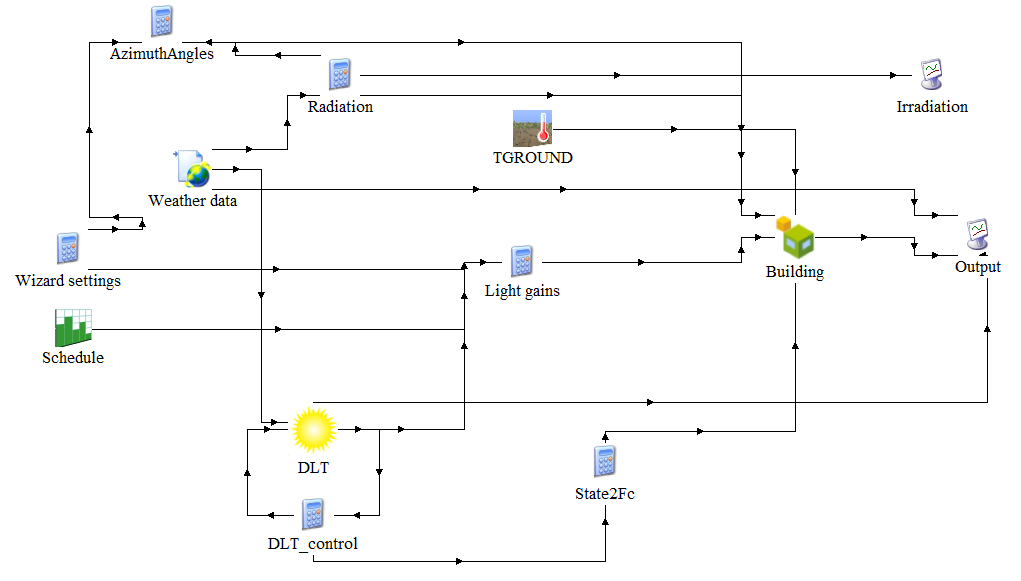 AzimuthAngles
Radiation
Irradiation
TGROUND
Weather data
Wizard settings
Light gains
Building
Output
Schedule
DLT
State2Fc
DLT_control